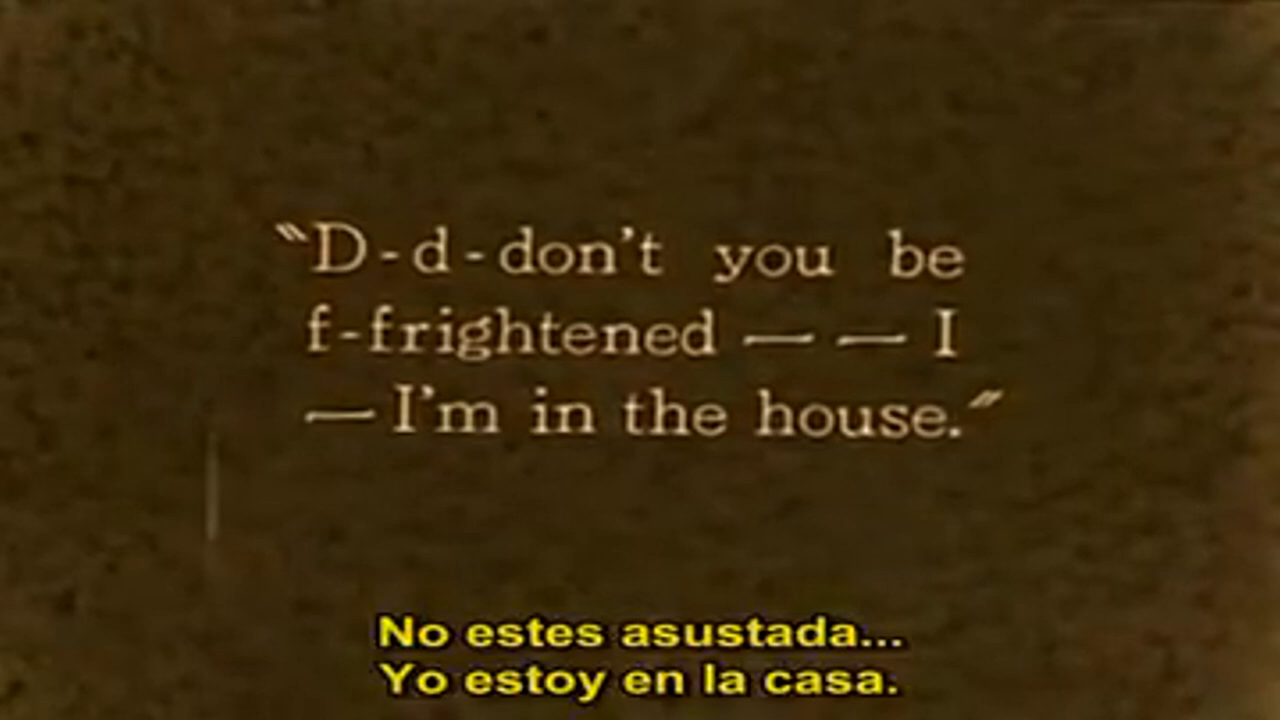 "D-d-don't you be
f-frightened — — I
— I'm in the house."
No estes asustada...
Yo estoy en la casa.